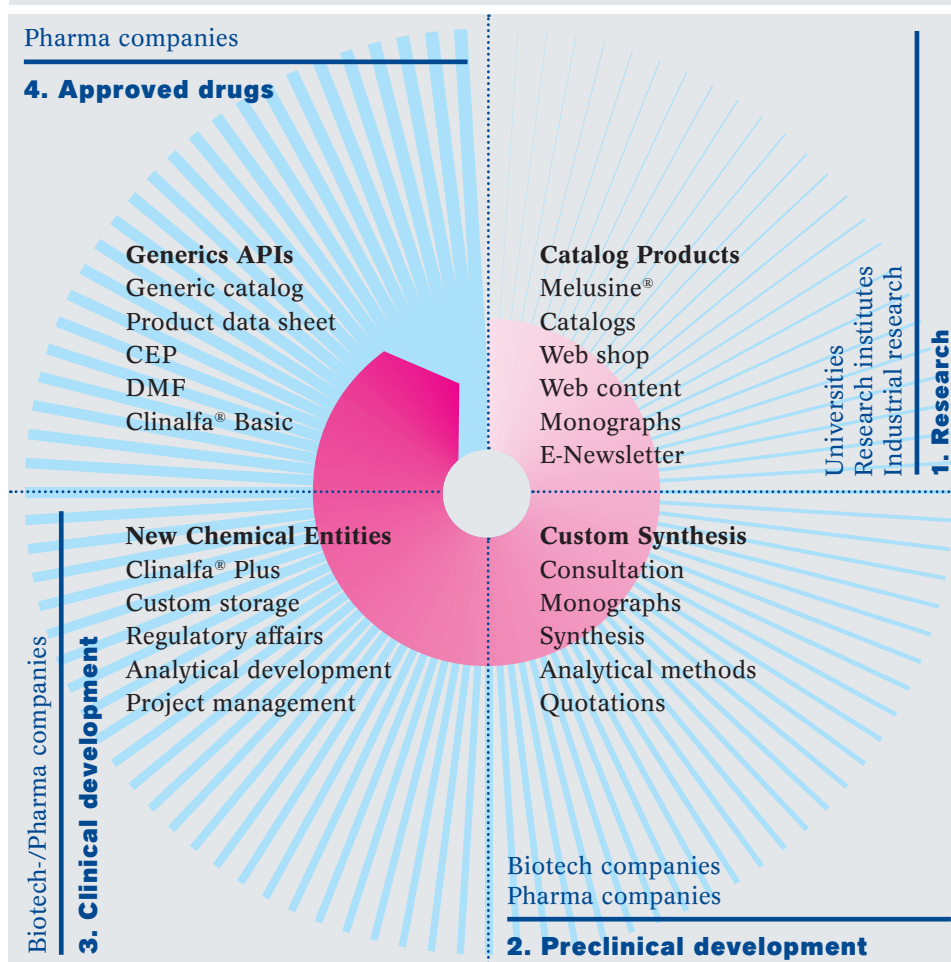 Pharma companies
4. Approved drugs
Generics APIs
Generic catalog
Product data sheet
CEP
DMF
Clinalfa® Basic
Catalog Products
Melusine®
Catalogs
Web shop
Web content
Monographs
E-Newsletter
Universities
Research institutes
Industrial research
1. Research
New Chemical Entities
Clinalfa® Plus
Custom storage
Regulatory affairs
Analytical development
Project management
Biotech-/Pharma companies
3. Clinical development
Custom Synthesis
Consultation
Monographs
Synthesis
Analytical methods
Quotations
Biotech companies
Pharma companies
2. Preclinical development